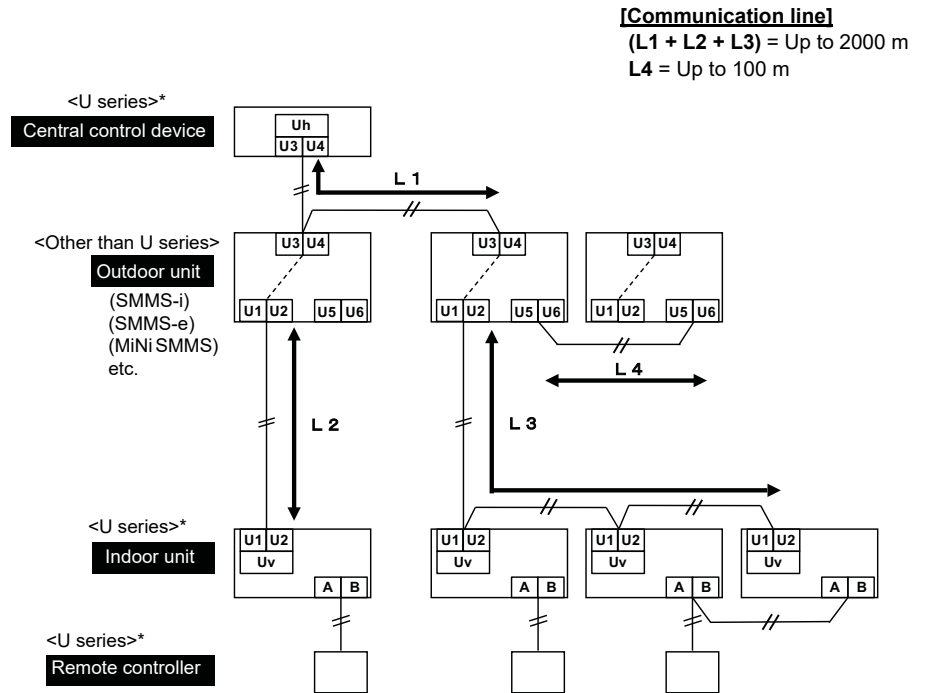 [Communication line]
(L1 + L2 + L3) = Up to 2000 m
L4 = Up to 100 m
<U series>*
Central control device
Uh
U3 U4
L 1
<Other than U series>
Outdoor unit
(SMMS-i)
(SMMS-e)
(MiNi SMMS)
etc.
U3 U4
U1 U2
U5 U6
U3 U4
U1 U2
U5 U6
U3 U4
U1 U2
U5 U6
L 4
L 2
L 3
<U series>*
Indoor unit
U1 U2
Uv
A B
U1 U2
Uv
A B
U1 U2
Uv
A B
U1 U2
Uv
A B
<U series>*
Remote controller